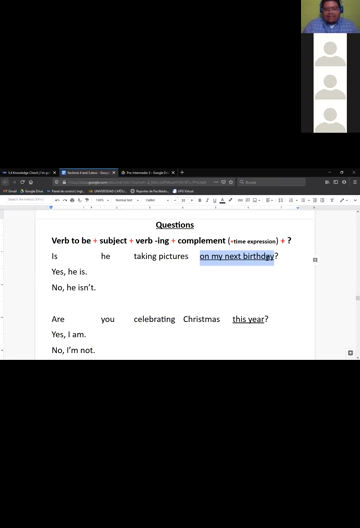 Questions
Verb to be + subject + verb -ing + complement (+time expression) + ?
Is he taking pictures on my next birthday?
Yes, he is.
No, he isn't.
Are you celebrating Christmas this year?
Yes, I am.
No, I'm not.